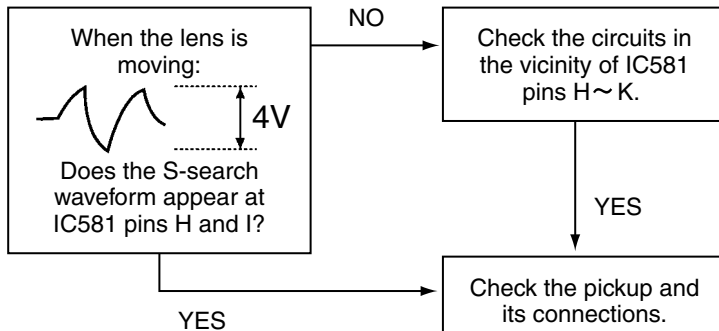 When the lens is
moving:
4V
Does the S-search
waveform appear at
IC581 pins H and I?
NO
Check the circuits in
the vicinity of IC581
pins H～K.
YES
Check the pickup and
its connections.
YES